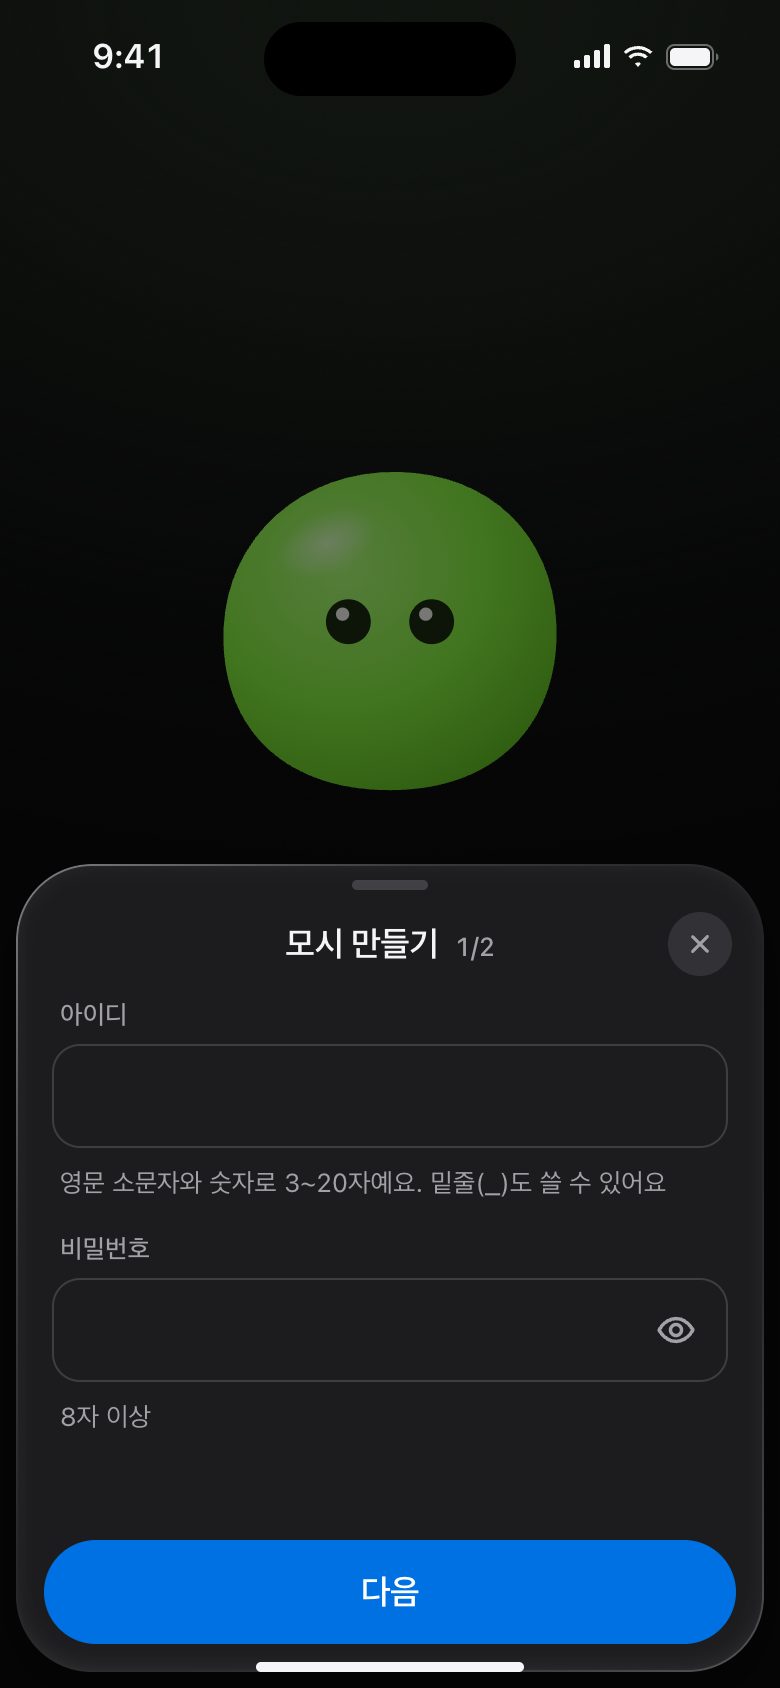 9:41
모시 만들기 1/2
아이디
영문 소문자와 숫자로 3~20자예요. 밑줄(_)도 쓸 수 있어요
비밀번호
8자 이상
다음